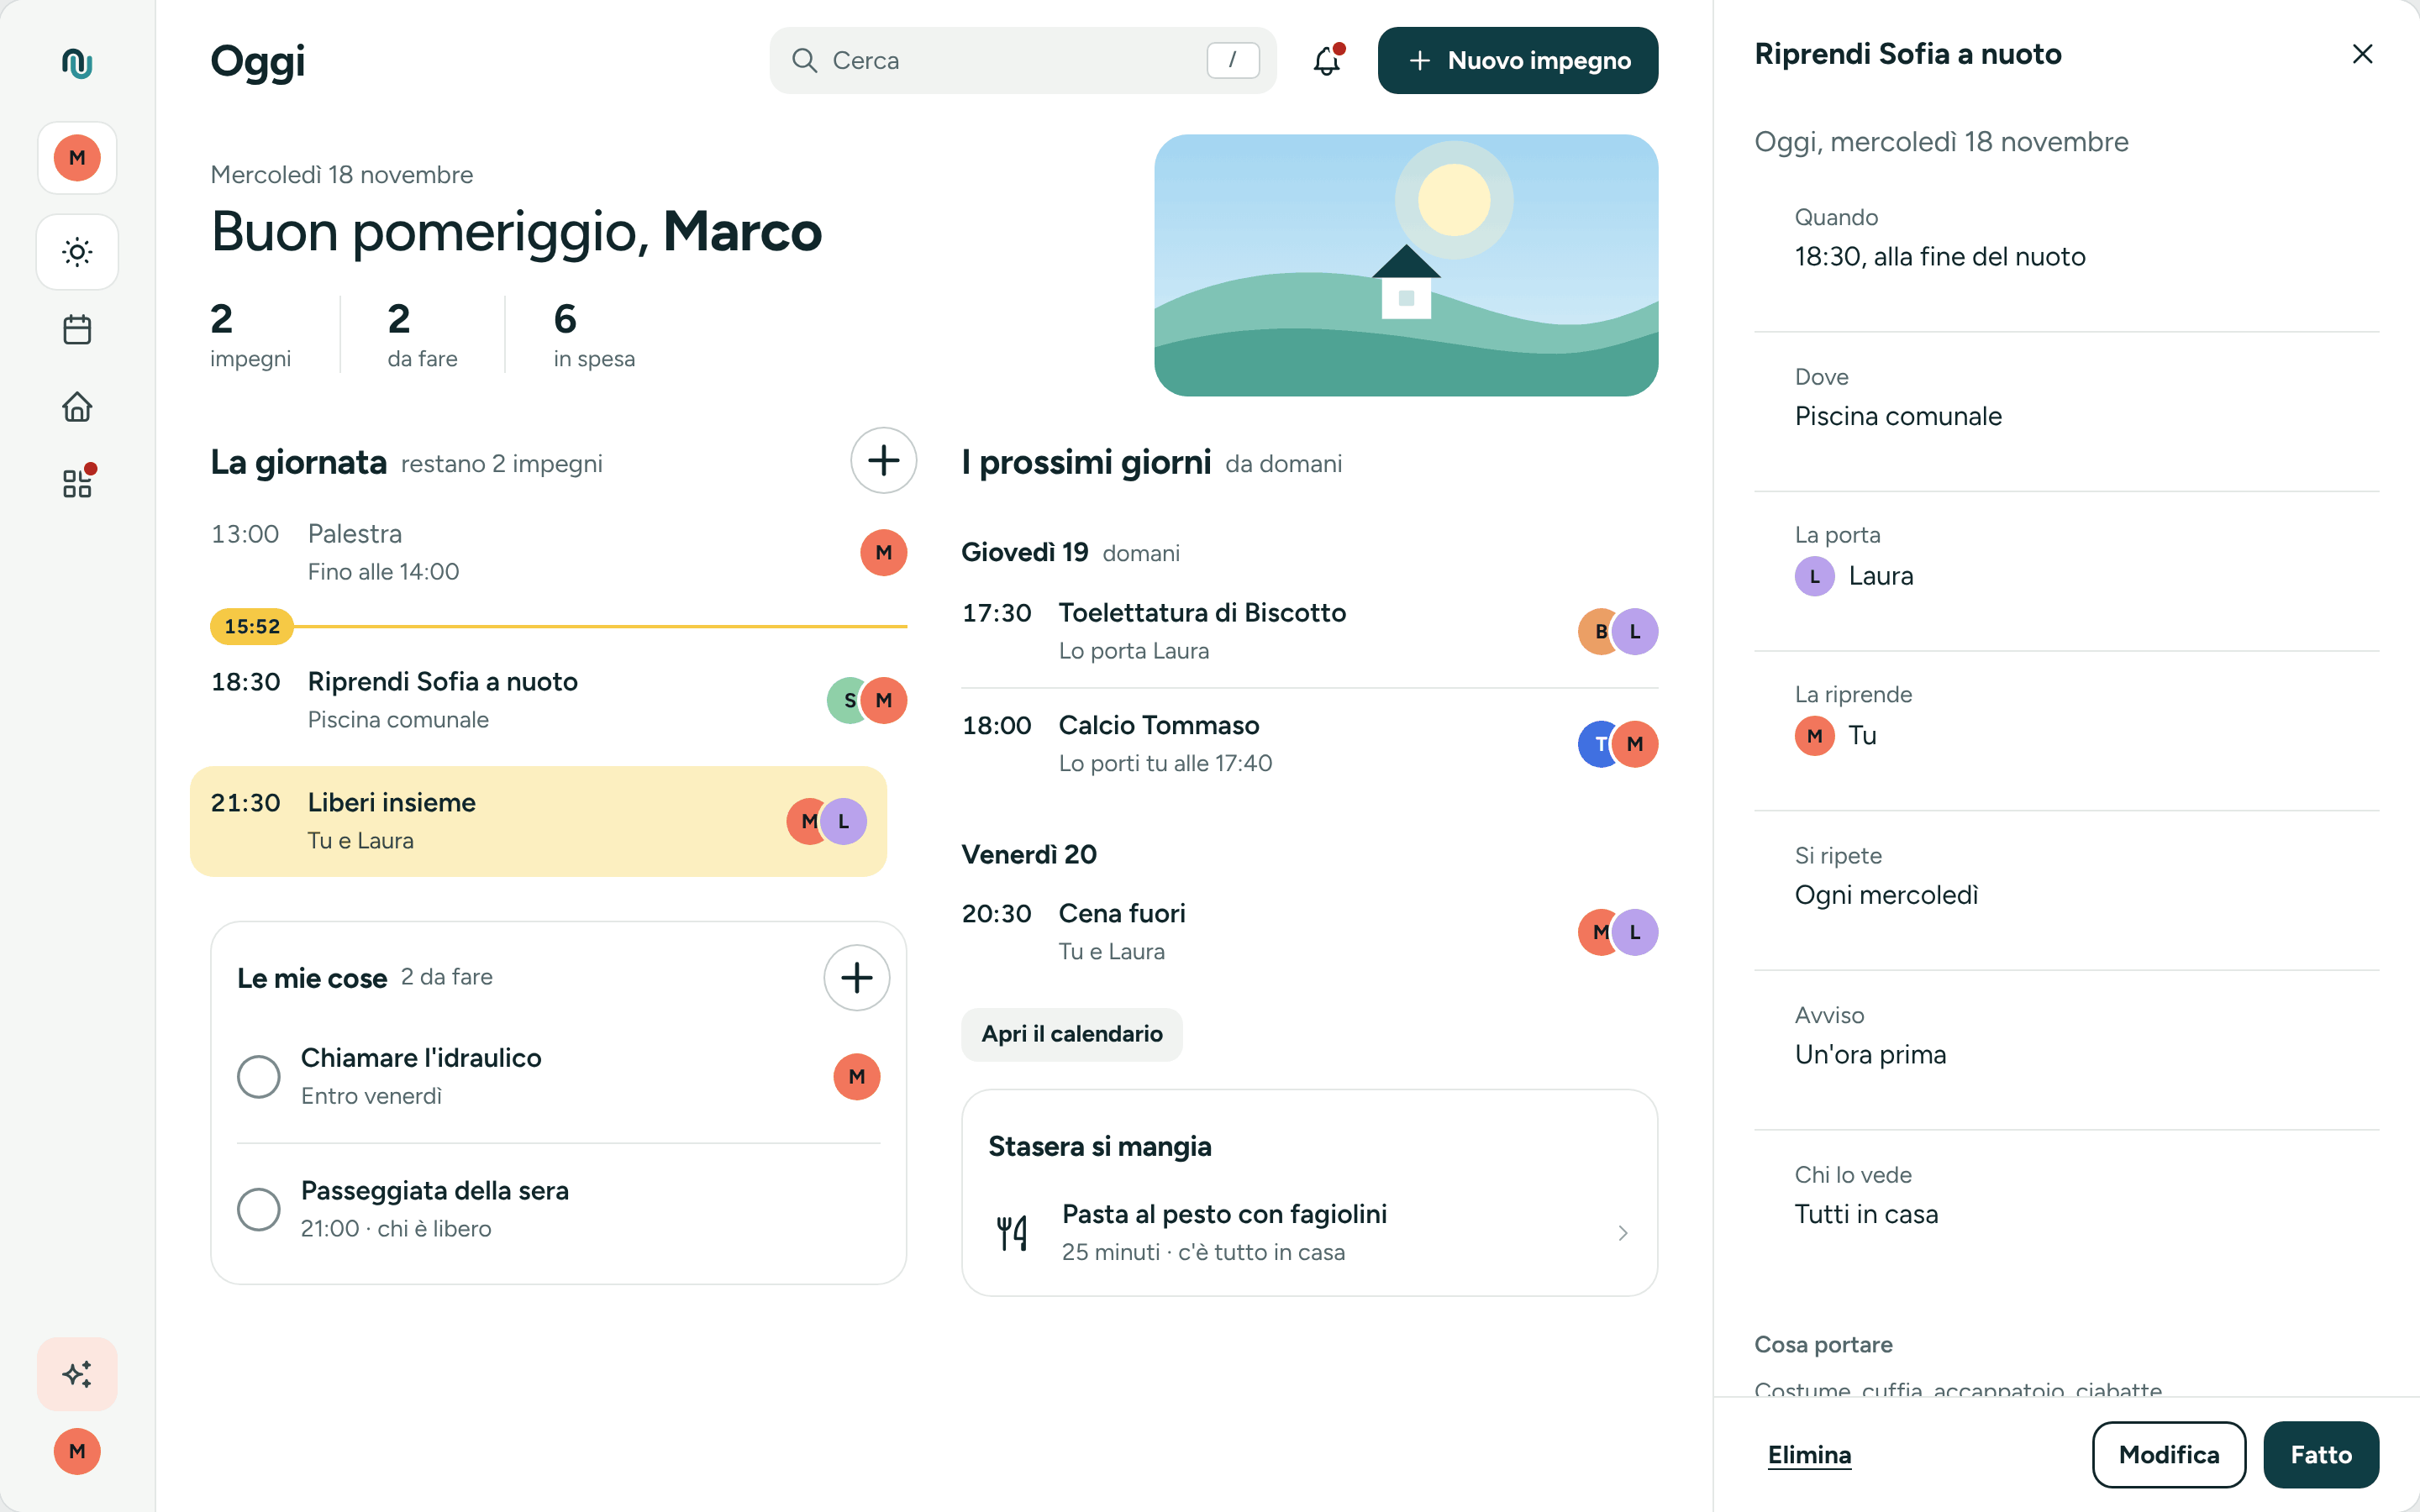 M
M
Oggi
Cerca
/
Nuovo impegno
Mercoledì 18 novembre
Buon pomeriggio, Marco
2
impegni
2
da fare
6
in spesa
La giornata restano 2 impegni
13:00 Palestra
Fino alle 14:00
M
15:52
18:30 Riprendi Sofia a nuoto
Piscina comunale
S M
21:30 Liberi insieme
Tu e Laura
M L
Le mie cose 2 da fare
Chiamare l'idraulico
Entro venerdì
M
Passeggiata della sera
21:00 · chi è libero
I prossimi giorni da domani
Giovedì 19 domani
17:30 Toelettatura di Biscotto
Lo porta Laura
B L
18:00 Calcio Tommaso
Lo porti tu alle 17:40
T M
Venerdì 20
20:30 Cena fuori
Tu e Laura
M L
Apri il calendario
Stasera si mangia
Pasta al pesto con fagiolini
25 minuti · c'è tutto in casa
Riprendi Sofia a nuoto
Oggi, mercoledì 18 novembre
Quando
18:30, alla fine del nuoto
Dove
Piscina comunale
La porta
L Laura
La riprende
M Tu
Si ripete
Ogni mercoledì
Avviso
Un'ora prima
Chi lo vede
Tutti in casa
Cosa portare
Costume, cuffia, accappatoio, ciabatte
Elimina
Modifica
Fatto